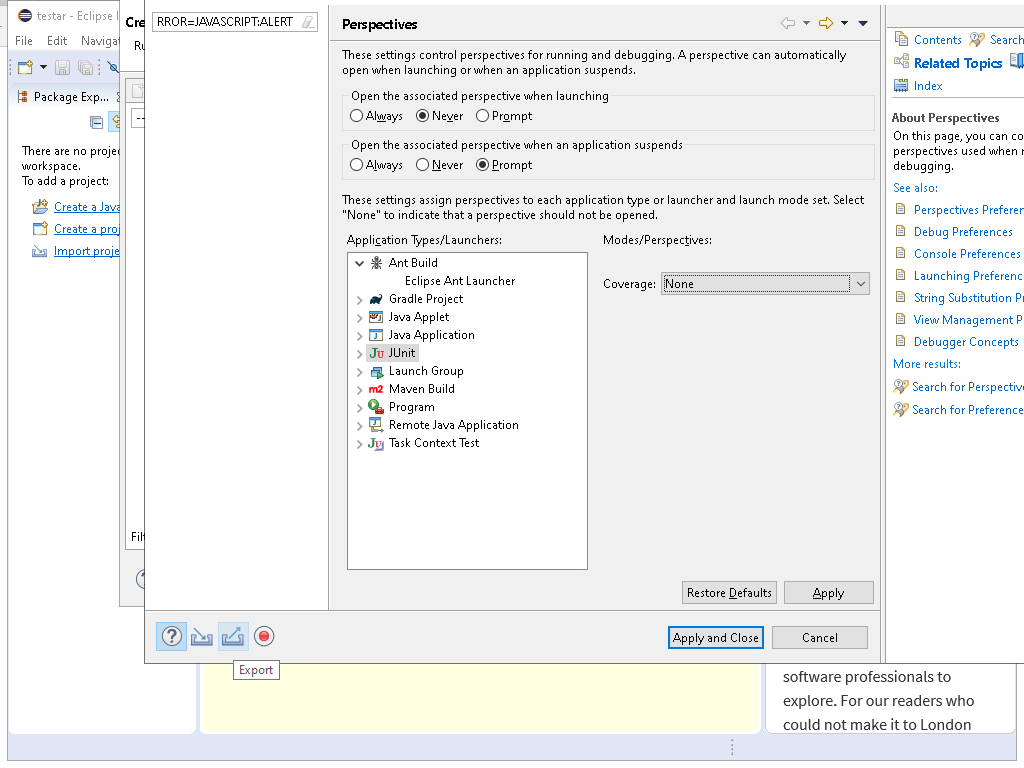 testar - Eclipse I
File Edit Naviga
Package Exp...
There are no proje
workspace.
To add a project:
Create a Java
Create a proj
Import proje
Cre
Ru
--
Filt
RROR=JAVASCRIPT:ALERT
Perspectives
These settings control perspectives for running and debugging. A perspective can automatically
open when launching or when an application suspends.
Open the associated perspective when launching
Always Never Prompt
Open the associated perspective when an application suspends
Always Never Prompt
These settings assign perspectives to each application type or launcher and launch mode set. Select
"None" to indicate that a perspective should not be opened.
Application Types/Launchers:
Ant Build
Eclipse Ant Launcher
Gradle Project
Java Applet
Java Application
JUnit
Launch Group
Maven Build
Program
Remote Java Application
Task Context Test
Modes/Perspectives:
Coverage: None
Restore Defaults Apply
Apply and Close Cancel
Export
Contents Search
Related Topics
Index
About Perspectives
On this page, you can co
perspectives used when r
debugging.
See also:
Perspectives Preferen
Debug Preferences
Console Preferences
Launching Preferenc
String Substitution Pr
View Management P
Debugger Concepts
More results:
Search for Perspective
Search for Preference
software professionals to
explore. For our readers who
could not make it to London